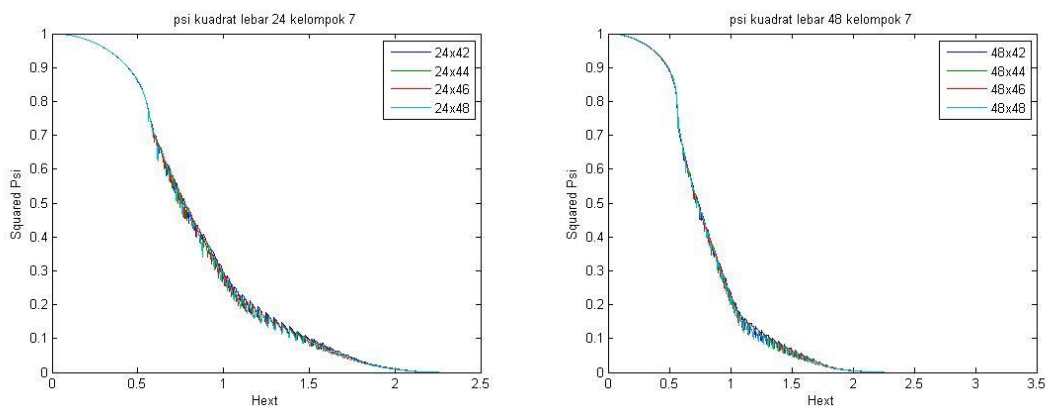 psi kuadrat lebar 24 kelompok 7
1
0.9
0.8
0.7
0.6
0.5
0.4
0.3
0.2
0.1
0
Squared Psi
24x42
24x44
24x46
24x48
0 0.5 1 1.5 2 2.5
Hext
psi kuadrat lebar 48 kelompok 7
1
0.9
0.8
0.7
0.6
0.5
0.4
0.3
0.2
0.1
0
Squared Psi
48x42
48x44
48x46
48x48
0 0.5 1 1.5 2 2.5 3 3.5
Hext